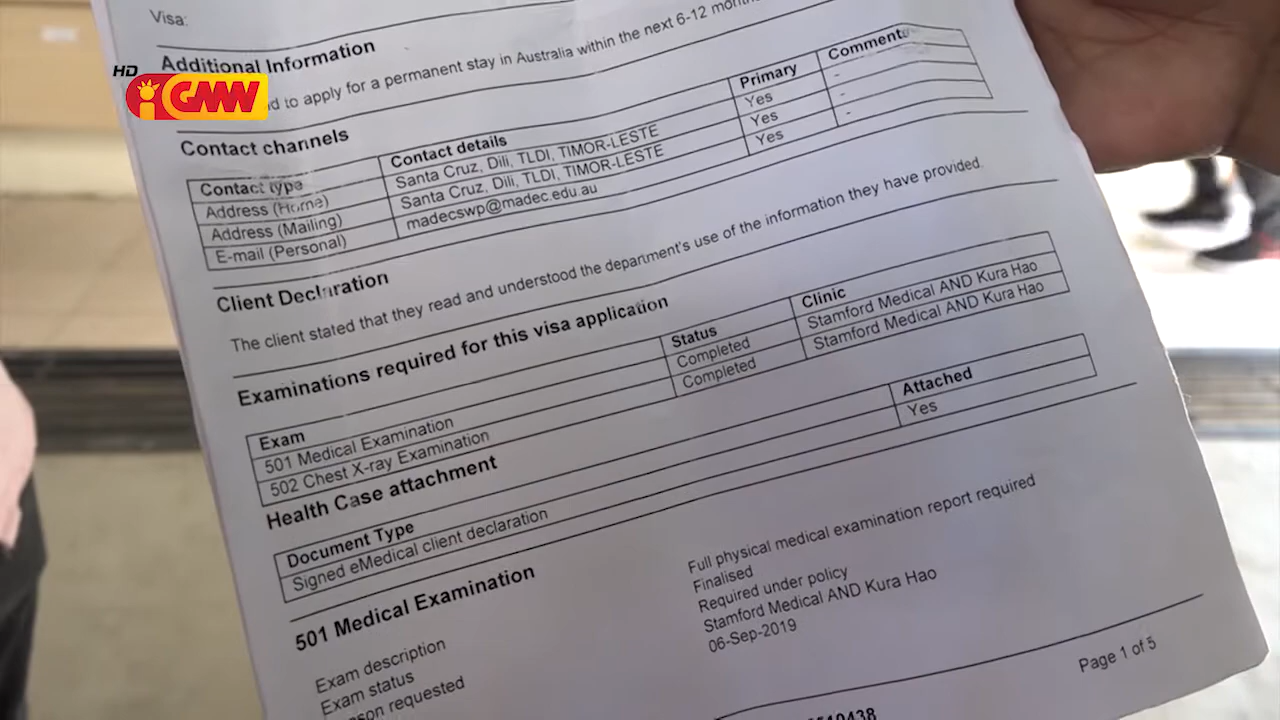 Visa:
Additional Information
to apply for a permanent stay in Australia within the next 6-12
HD
iGMW
Contact channels
Contact type Contact details Primary Comment
Address (Home) Santa Cruz, Dili, TLDI, TIMOR-LESTE Yes -
Address (Mailing) Santa Cruz, Dili, TLDI, TIMOR-LESTE Yes -
E-mail (Personal) madecswp@madec.edu.au Yes -
Client Declaration
The client stated that they read and understood the department's use of the information they have provided.
Examinations required for this visa application
Exam Status Clinic
501 Medical Examination Completed Stamford Medical AND Kura Hao
502 Chest X-ray Examination Completed Stamford Medical AND Kura Hao
Health Case attachment
Document Type Attached
Signed eMedical client declaration Yes
501 Medical Examination
Exam description Full physical medical examination report required
Exam status Finalised
requested Required under policy
Stamford Medical AND Kura Hao
06-Sep-2019
Page 1 of 5